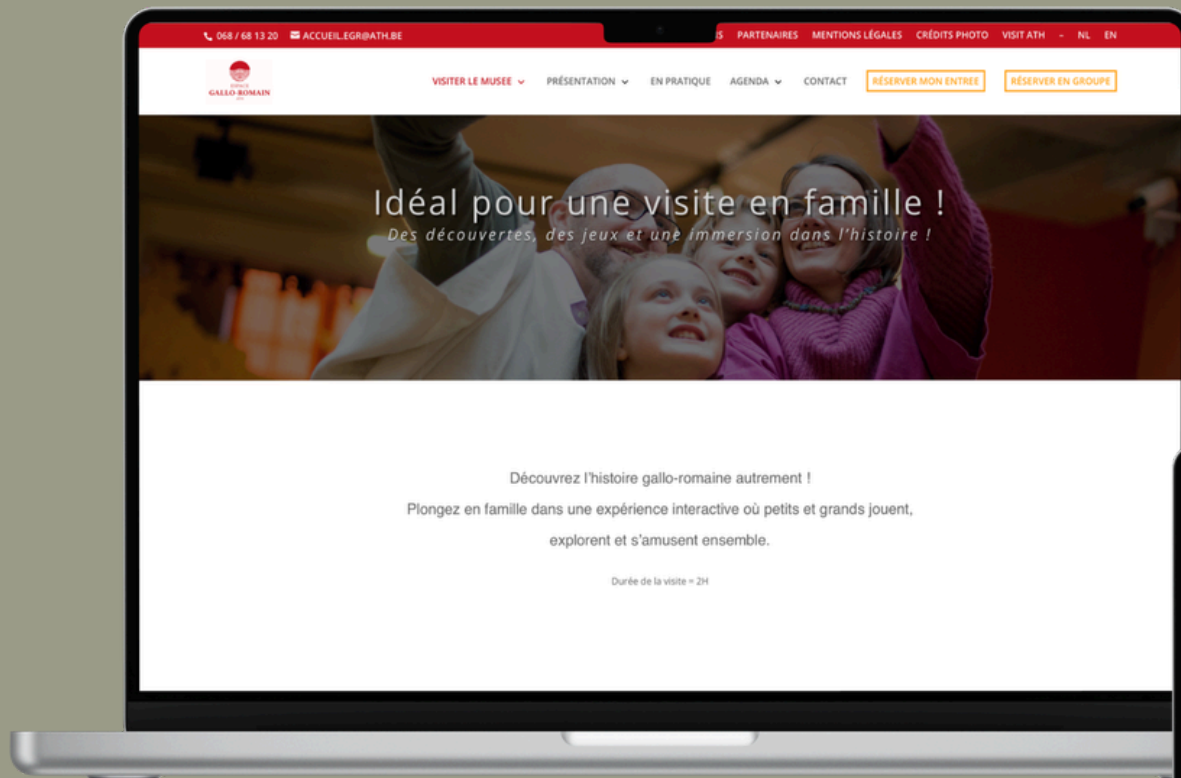 068 / 68 13 20 ACCUEIL.EGR@ATH.BE PARTENAIRES MENTIONS LÉGALES CRÉDITS PHOTO VISIT ATH – NL EN
ESPACE
GALLO-ROMAIN
ATH
VISITER LE MUSEE PRÉSENTATION EN PRATIQUE AGENDA CONTACT RÉSERVER MON ENTREE RÉSERVER EN GROUPE
Idéal pour une visite en famille !
Des découvertes, des jeux et une immersion dans l'histoire !
Découvrez l'histoire gallo-romaine autrement !
Plongez en famille dans une expérience interactive où petits et grands jouent,
explorent et s'amusent ensemble.
Durée de la visite = 2H